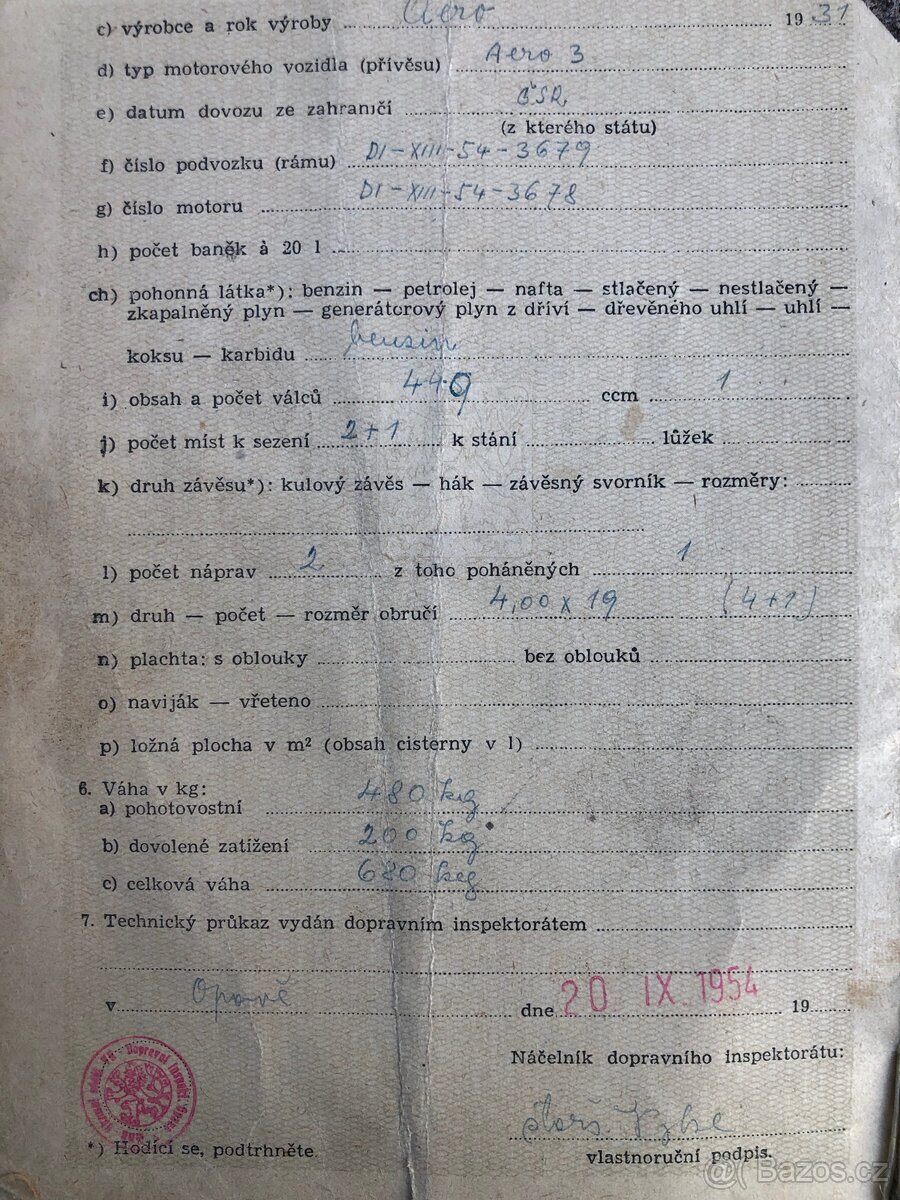 c) výrobce a rok výroby Aero 1931
d) typ motorového vozidla (přívěsu) Aero 3
e) datum dovozu ze zahraničí ČSR.
(z kterého státu)
f) číslo podvozku (rámu) DI-XIII-54-3679
g) číslo motoru DI-XIII-54-3678
h) počet baněk à 20 l
ch) pohonná látka*): benzin — petrolej — nafta — stlačený — nestlačený —
zkapalněný plyn — generátorový plyn z dříví — dřevěného uhlí — uhlí —
koksu — karbidu bensin
i) obsah a počet válců 449 ccm 1
j) počet míst k sezení 2+1 k stání lůžek
k) druh závěsu*): kulový závěs — hák — závěsný svorník — rozměry:
l) počet náprav 2 z toho poháněných 1
m) druh — počet — rozměr obručí 4,00 x 19 (4+1)
n) plachta: s oblouky bez oblouků
o) naviják — vřeteno
p) ložná plocha v m² (obsah cisterny v l)
6. Váha v kg:
a) pohotovostní 480 kg
b) dovolené zatížení 200 kg
c) celková váha 680 kg
7. Technický průkaz vydán dopravním inspektorátem
v Opavě dne 20 IX 1954 19
Náčelník dopravního inspektorátu:
*) Hodící se, podtrhněte.
vlastnoruční podpis.
@ Bazos.cz